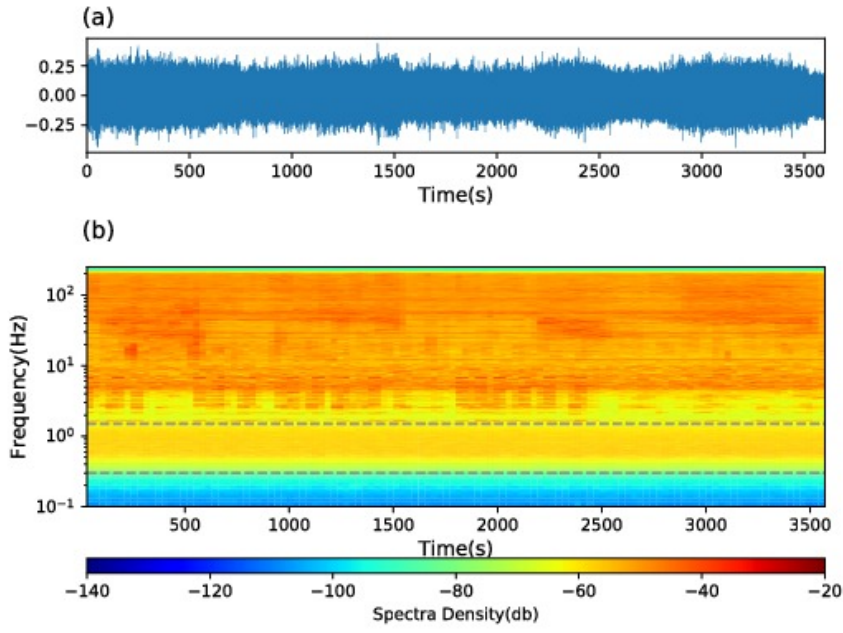 (a)
0.25
0.00
−0.25
0 500 1000 1500 2000 2500 3000 3500
Time(s)
(b)
10²
10¹
10⁰
10⁻¹
Frequency(Hz)
500 1000 1500 2000 2500 3000 3500
Time(s)
−140 −120 −100 −80 −60 −40 −20
Spectra Density(db)